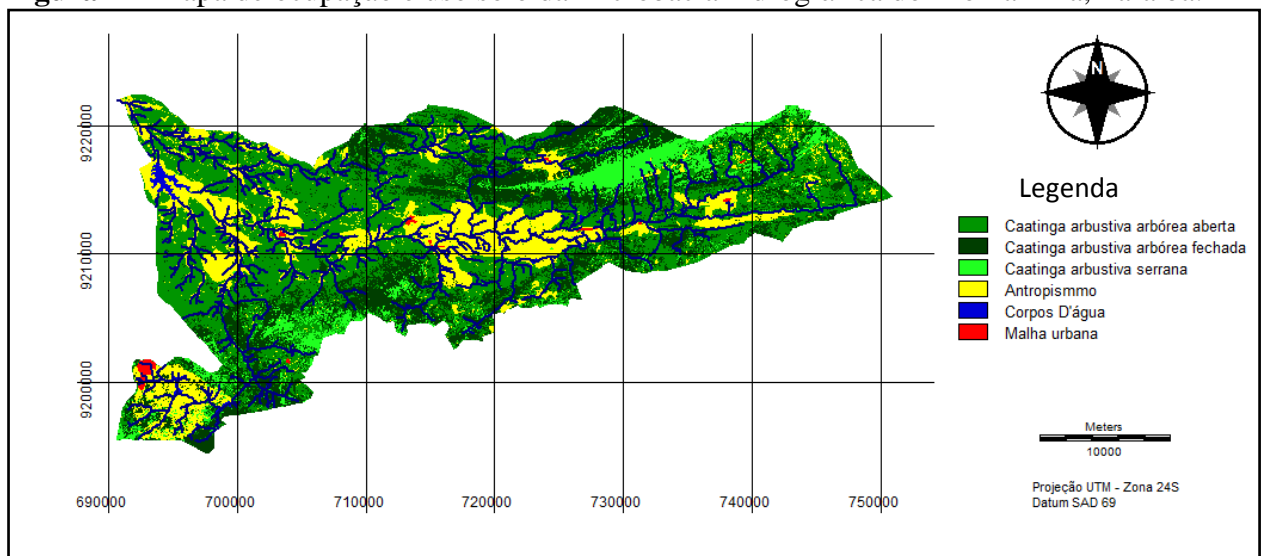 N
9220000
9210000
9200000
690000 700000 710000 720000 730000 740000 750000
Legenda
Caatinga arbustiva arbórea aberta
Caatinga arbustiva arbórea fechada
Caatinga arbustiva serrana
Antropismmo
Corpos D'água
Malha urbana
Meters
10000
Projeção UTM - Zona 24S
Datum SAD 69